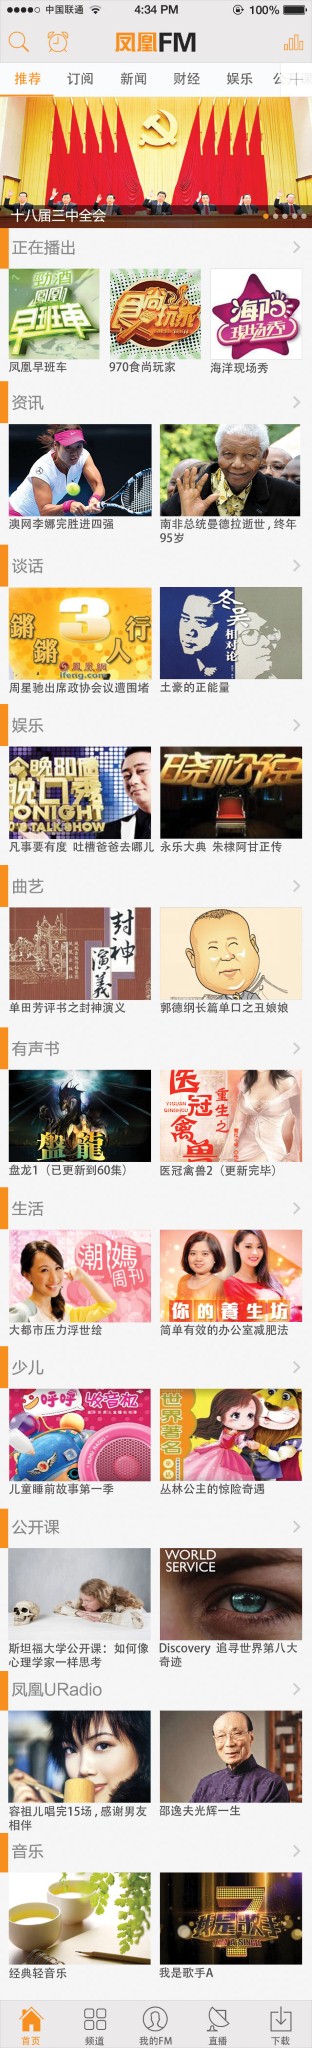 中国联通
4:34 PM
100%
凤凰FM
推荐
订阅
新闻
财经
娱乐
十八届三中全会
正在播出
劲酒
凤凰
早班车
食尚玩家
海阳
现场秀
凤凰早班车
970食尚玩家
海洋现场秀
资讯
澳网李娜完胜进四强
南非总统曼德拉逝世，终年
95岁
谈话
锵锵3人行
凤凰网
ifeng.com
冬吴
相对论
周星驰出席政协会议遭围堵
土豪的正能量
娱乐
今晚80後
脱口秀
TONIGHT
80'S TALK SHOW
晓松说
凡事要有度 吐槽爸爸去哪儿
永乐大典 朱棣阿甘正传
曲艺
封神
演義
单田芳评书之封神演义
郭德纲长篇单口之丑娘娘
有声书
盘龍
重生之
医冠禽兽
YIGUAN
QINSHOU
盘龙1（已更新到60集）
医冠禽兽2（更新完毕）
生活
潮媽
周刊
你的養生坊
大都市压力浮世绘
简单有效的办公室减肥法
少儿
呼呼收音机
世界著名
童话
儿童睡前故事第一季
丛林公主的惊险奇遇
公开课
WORLD
SERVICE
斯坦福大学公开课：如何像
心理学家一样思考
Discovery 追寻世界第八大
奇迹
凤凰URadio
容祖儿唱完15场，感谢男友
相伴
邵逸夫光辉一生
音乐
我是歌手
经典轻音乐
我是歌手A
首页
频道
我的FM
直播
下载